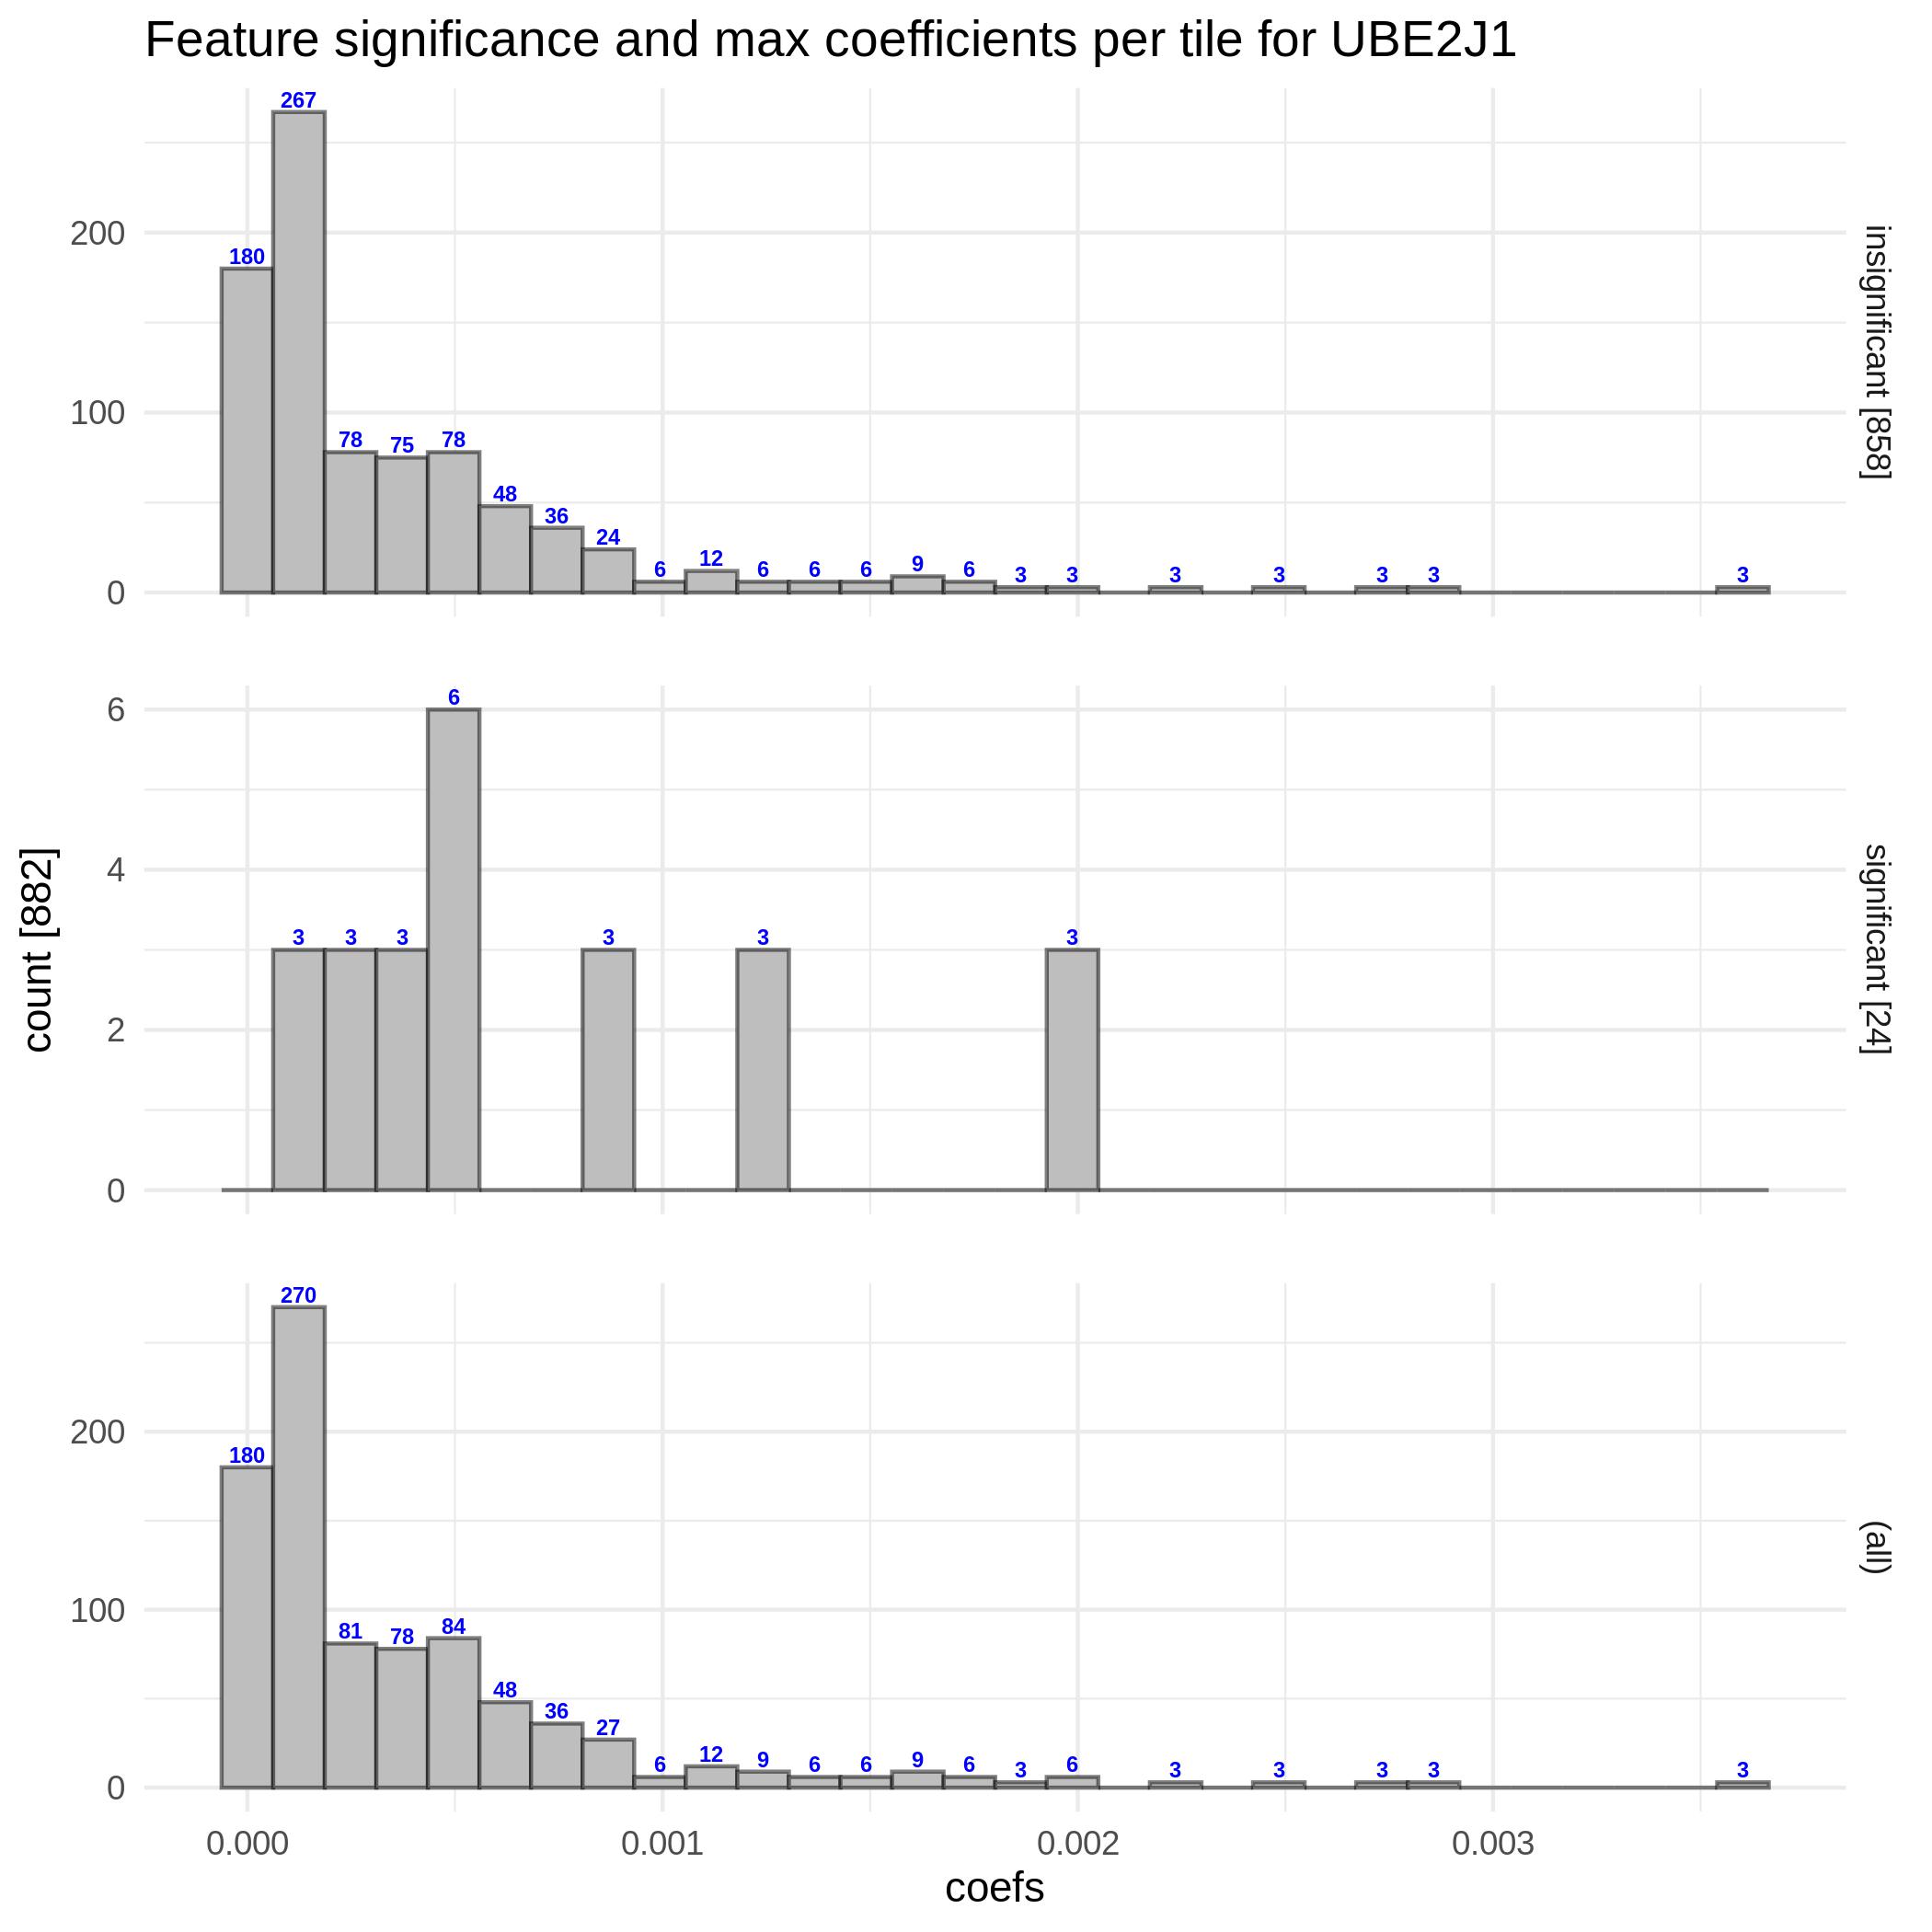 Feature significance and max coefficients per tile for UBE2J1
267
180
78 75 78
48
36
24
6 12 6 6 6 9 6 3 3 3 3 3 3 3
200
100
0
insignificant [858]
6
3 3 3 3 3 3
6
4
2
0
significant [24]
count [882]
270
180
81 78 84
48
36
27
6 12 9 6 6 9 6 3 6 3 3 3 3 3
200
100
0
(all)
0.000 0.001 0.002 0.003
coefs